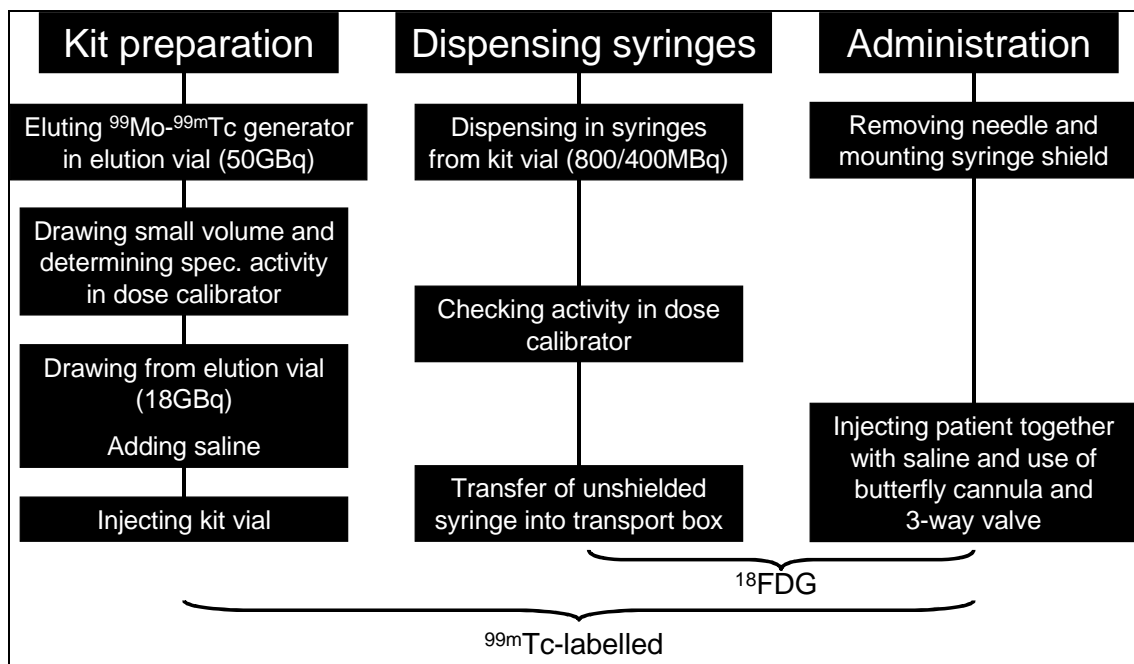 Kit preparation
Eluting ⁹⁹Mo-⁹⁹ᵐTc generator
in elution vial (50GBq)
Drawing small volume and
determining spec. activity
in dose calibrator
Drawing from elution vial
(18GBq)
Adding saline
Injecting kit vial
Dispensing syringes
Dispensing in syringes
from kit vial (800/400MBq)
Checking activity in dose
calibrator
Transfer of unshielded
syringe into transport box
Administration
Removing needle and
mounting syringe shield
Injecting patient together
with saline and use of
butterfly cannula and
3-way valve
¹⁸FDG
⁹⁹ᵐTc-labelled